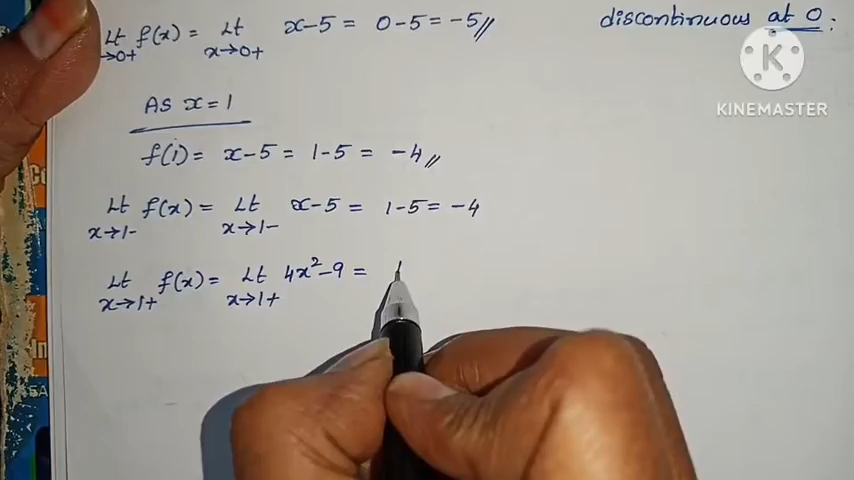 Lt f(x) = Lt x-5 = 0-5 = -5//
x→0+ x→0+
discontinuous at 0:
KINEMASTER
As x = 1
f(1) = x-5 = 1-5 = -4//
Lt f(x) = Lt x-5 = 1-5 = -4
x→1- x→1-
Lt f(x) = Lt 4x²-9 =
x→1+ x→1+